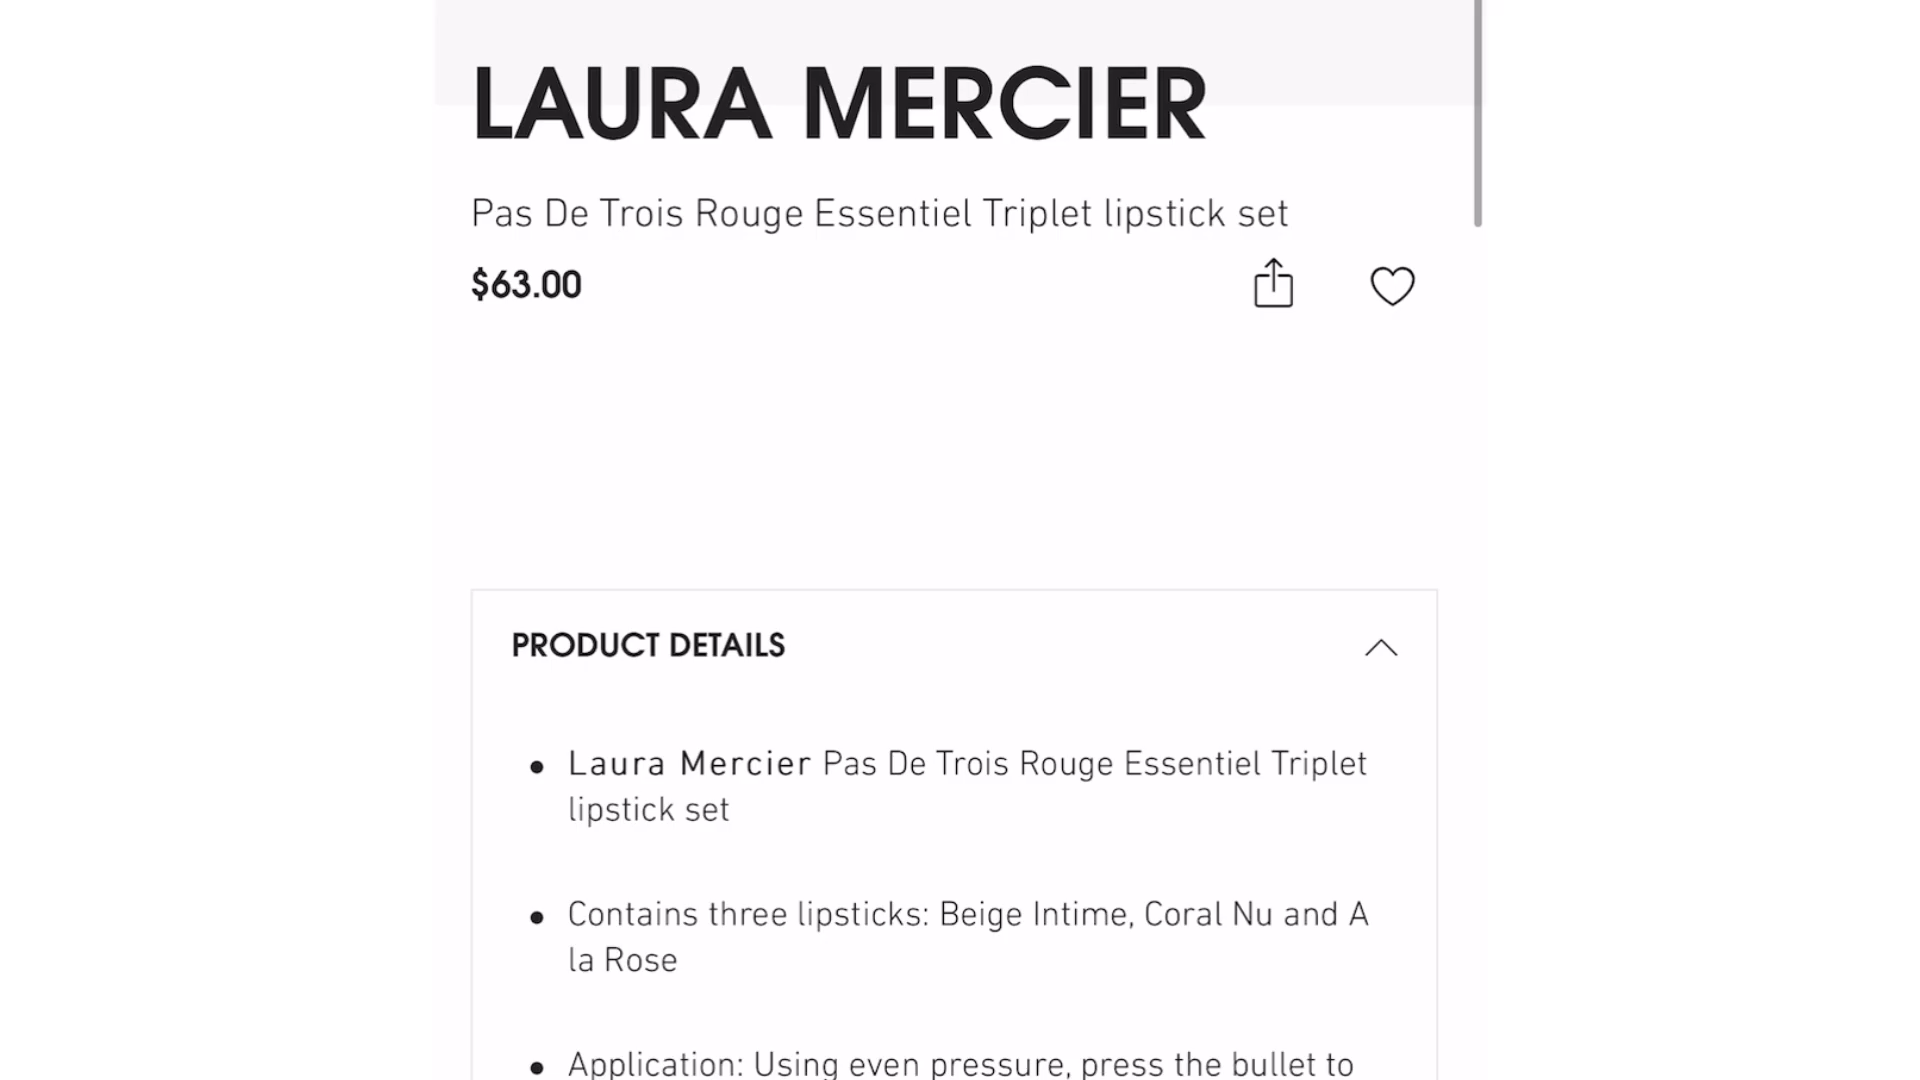 LAURA MERCIER
Pas De Trois Rouge Essentiel Triplet lipstick set
$63.00
PRODUCT DETAILS
• Laura Mercier Pas De Trois Rouge Essentiel Triplet
lipstick set
• Contains three lipsticks: Beige Intime, Coral Nu and A
la Rose
• Application: Using even pressure, press the bullet to